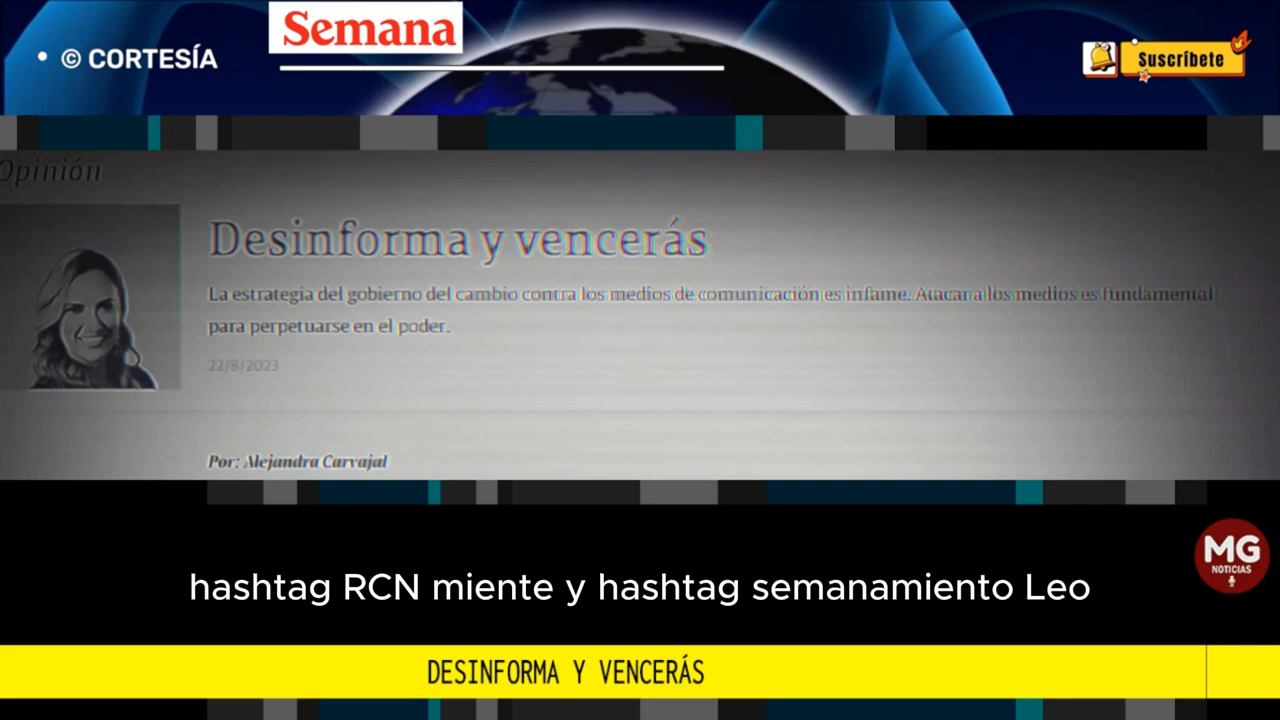 • © CORTESÍA
Semana
Suscríbete
Opinión
Desinforma y vencerás
La estrategia del gobierno del cambio contra los medios de comunicación es infame. Atacar a los medios es fundamental
para perpetuarse en el poder.
22/8/2023
Por: Alejandra Carvajal
MG
NOTICIAS
hashtag RCN miente y hashtag semanamiento Leo
DESINFORMA Y VENCERÁS